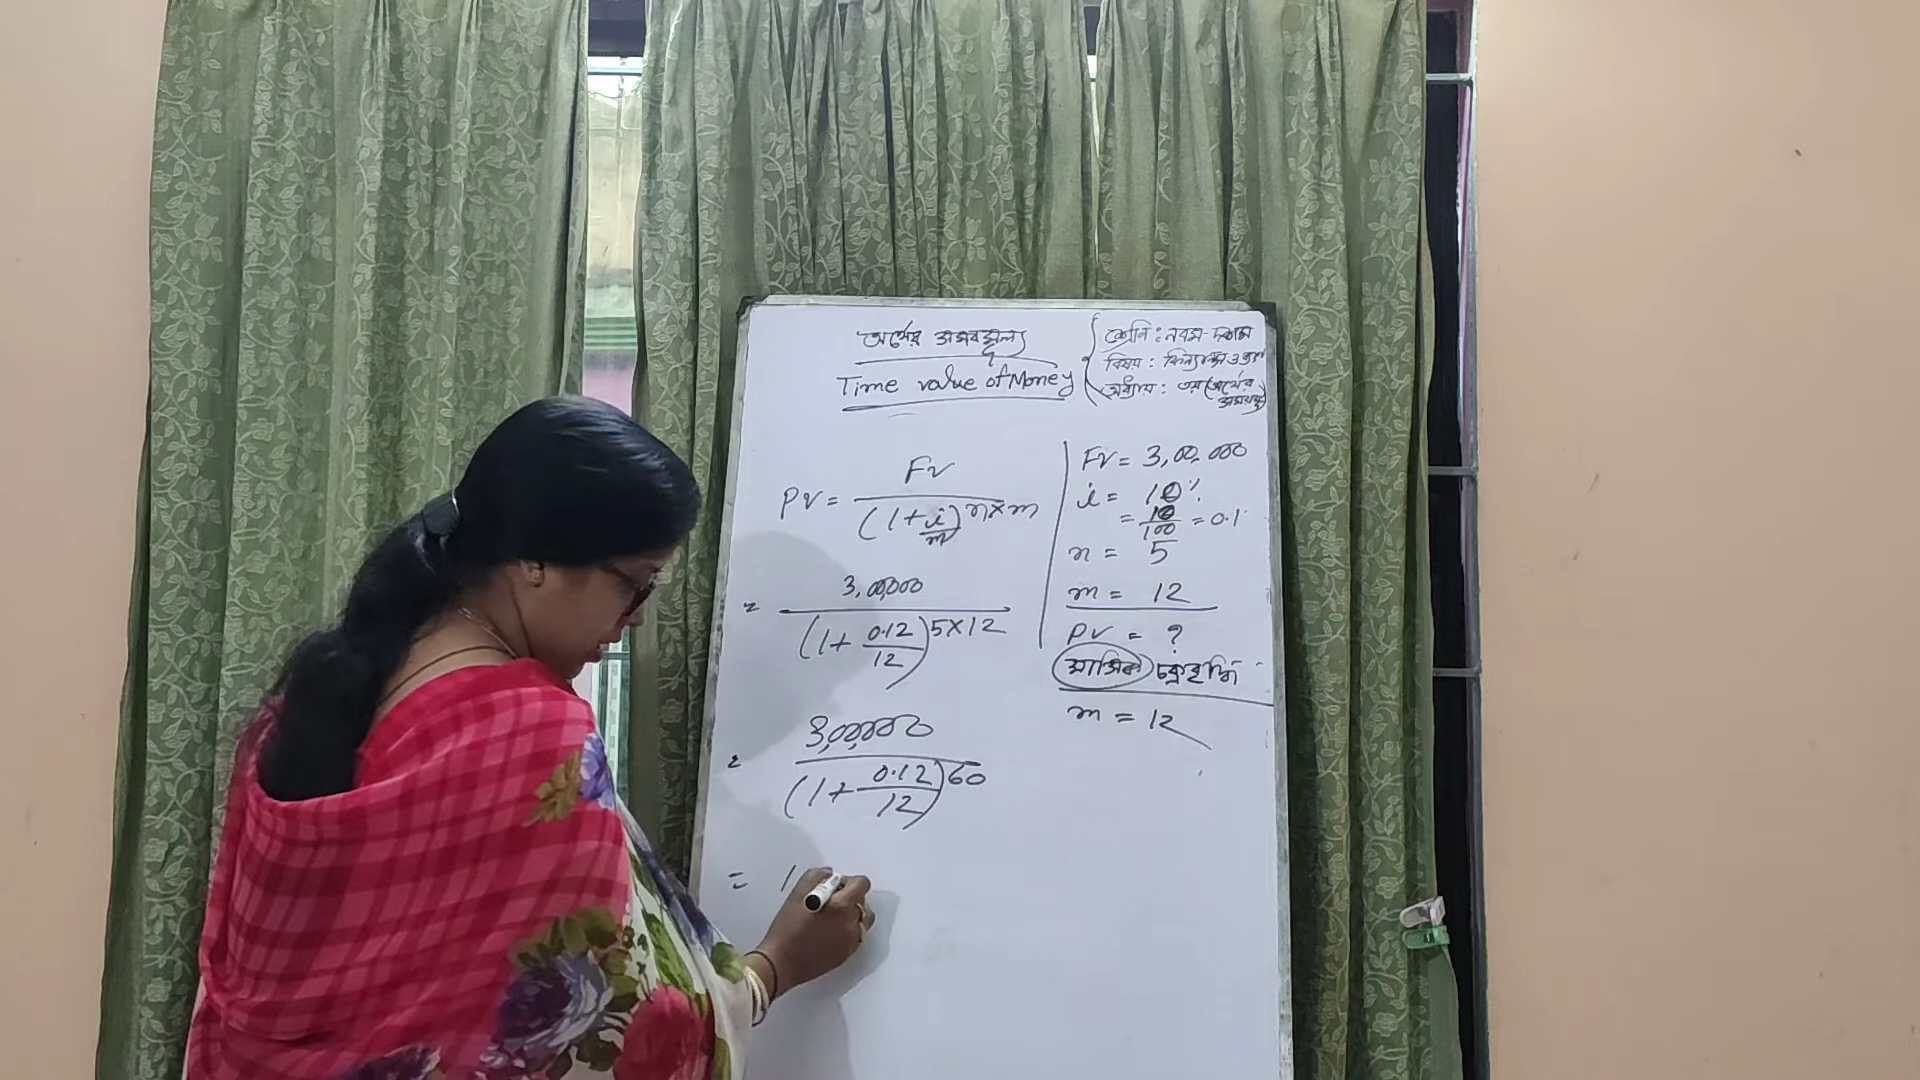 অর্থের সময়মূল্য
Time value of Money
শ্রেণি : নবম-দশম
বিষয় : ফিন্যান্স ও
অধ্যায় : ৩য় (অর্থের
সময়মূল্য)
PV = FV / (1 + i/m)^n×m
= 3,00,000 / (1 + 0.12/12)^5×12
= 3,00,000 / (1 + 0.12/12)^60
= 1
FV = 3,00,000
i = 10%
= 10/100 = 0.1
n = 5
m = 12
PV = ?
মাসিক চক্রবৃদ্ধি
m = 12